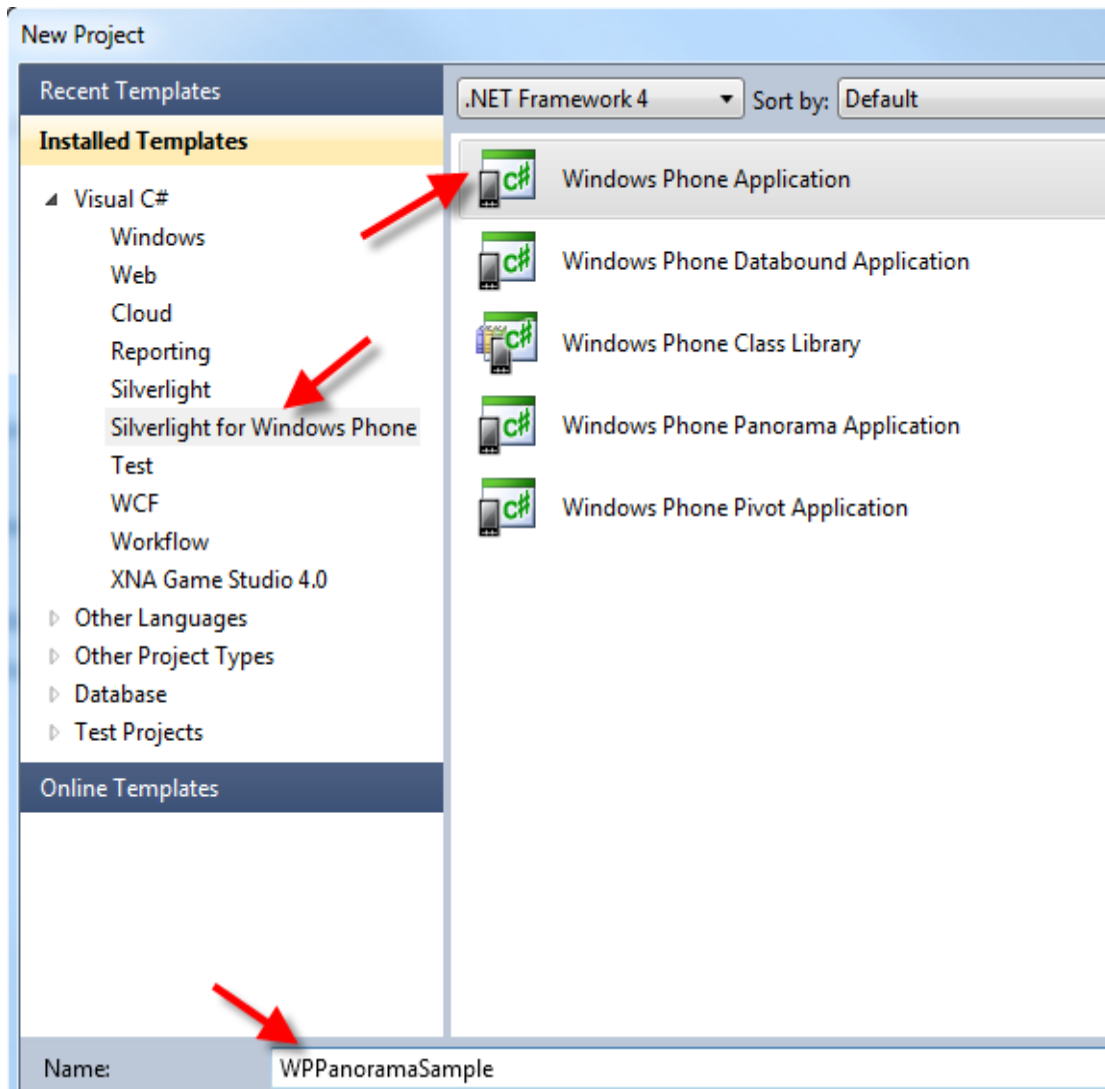 New Project
Recent Templates
Installed Templates
Visual C#
Windows
Web
Cloud
Reporting
Silverlight
Silverlight for Windows Phone
Test
WCF
Workflow
XNA Game Studio 4.0
Other Languages
Other Project Types
Database
Test Projects
Online Templates
.NET Framework 4 Sort by: Default
C# Windows Phone Application
C# Windows Phone Databound Application
C# Windows Phone Class Library
C# Windows Phone Panorama Application
C# Windows Phone Pivot Application
Name: WPPanoramaSample